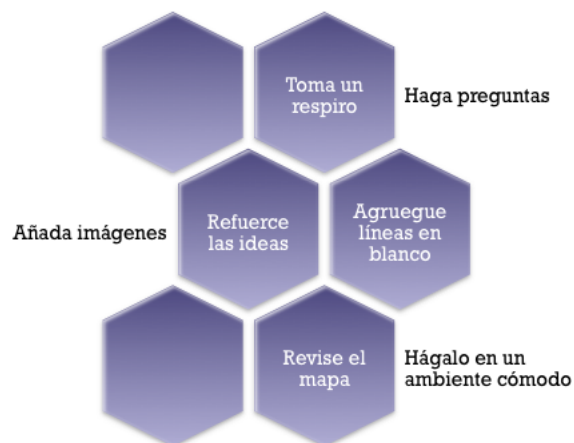 Toma un
respiro
Haga preguntas
Añada imágenes
Refuerce
las ideas
Agruegue
líneas en
blanco
Revise el
mapa
Hágalo en un
ambiente cómodo